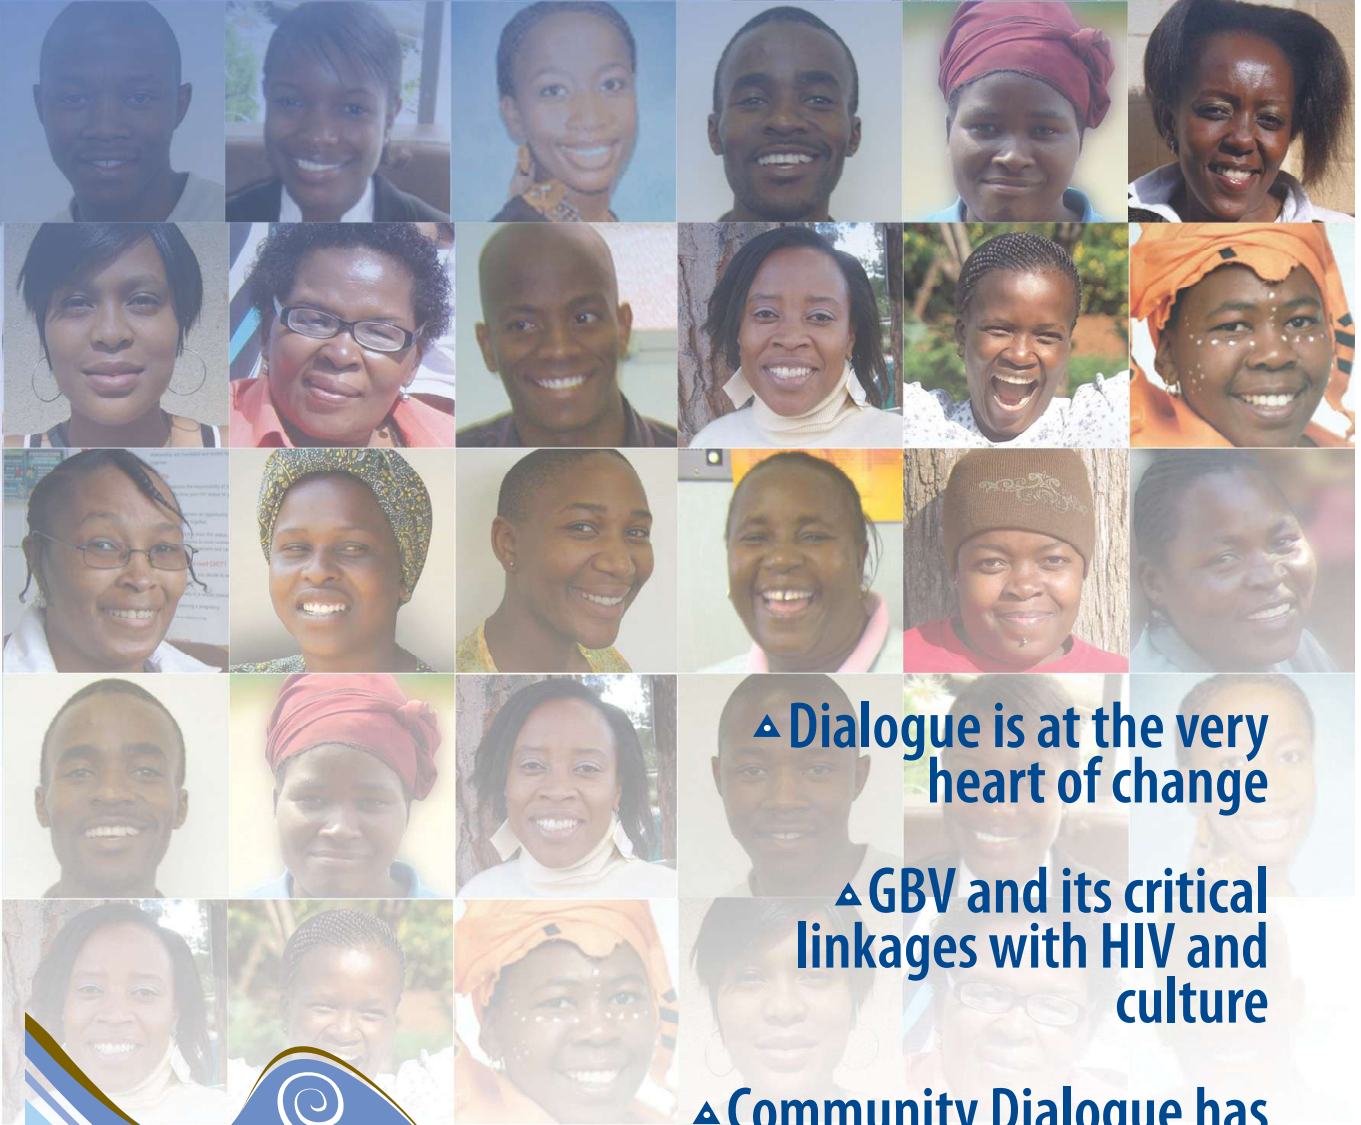 Dialogue is at the very
heart of change
GBV and its critical
linkages with HIV and
culture
Community Dialogue has